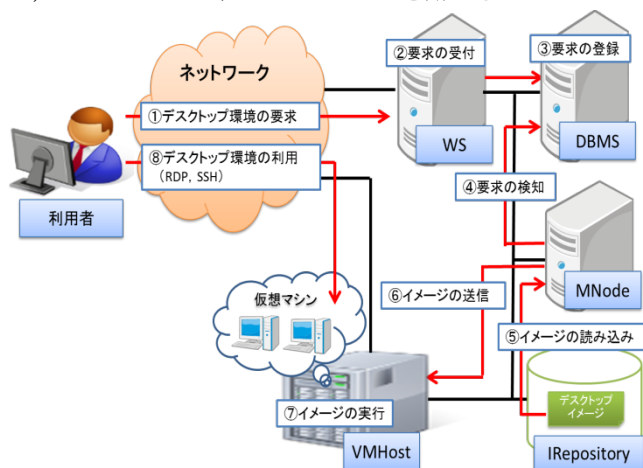 ②要求の受付
③要求の登録
ネットワーク
①デスクトップ環境の要求
WS
DBMS
⑧デスクトップ環境の利用
(RDP, SSH)
④要求の検知
利用者
仮想マシン
⑥イメージの送信
MNode
⑤イメージの読み込み
⑦イメージの実行
デスクトップ
イメージ
VMHost
IRepository